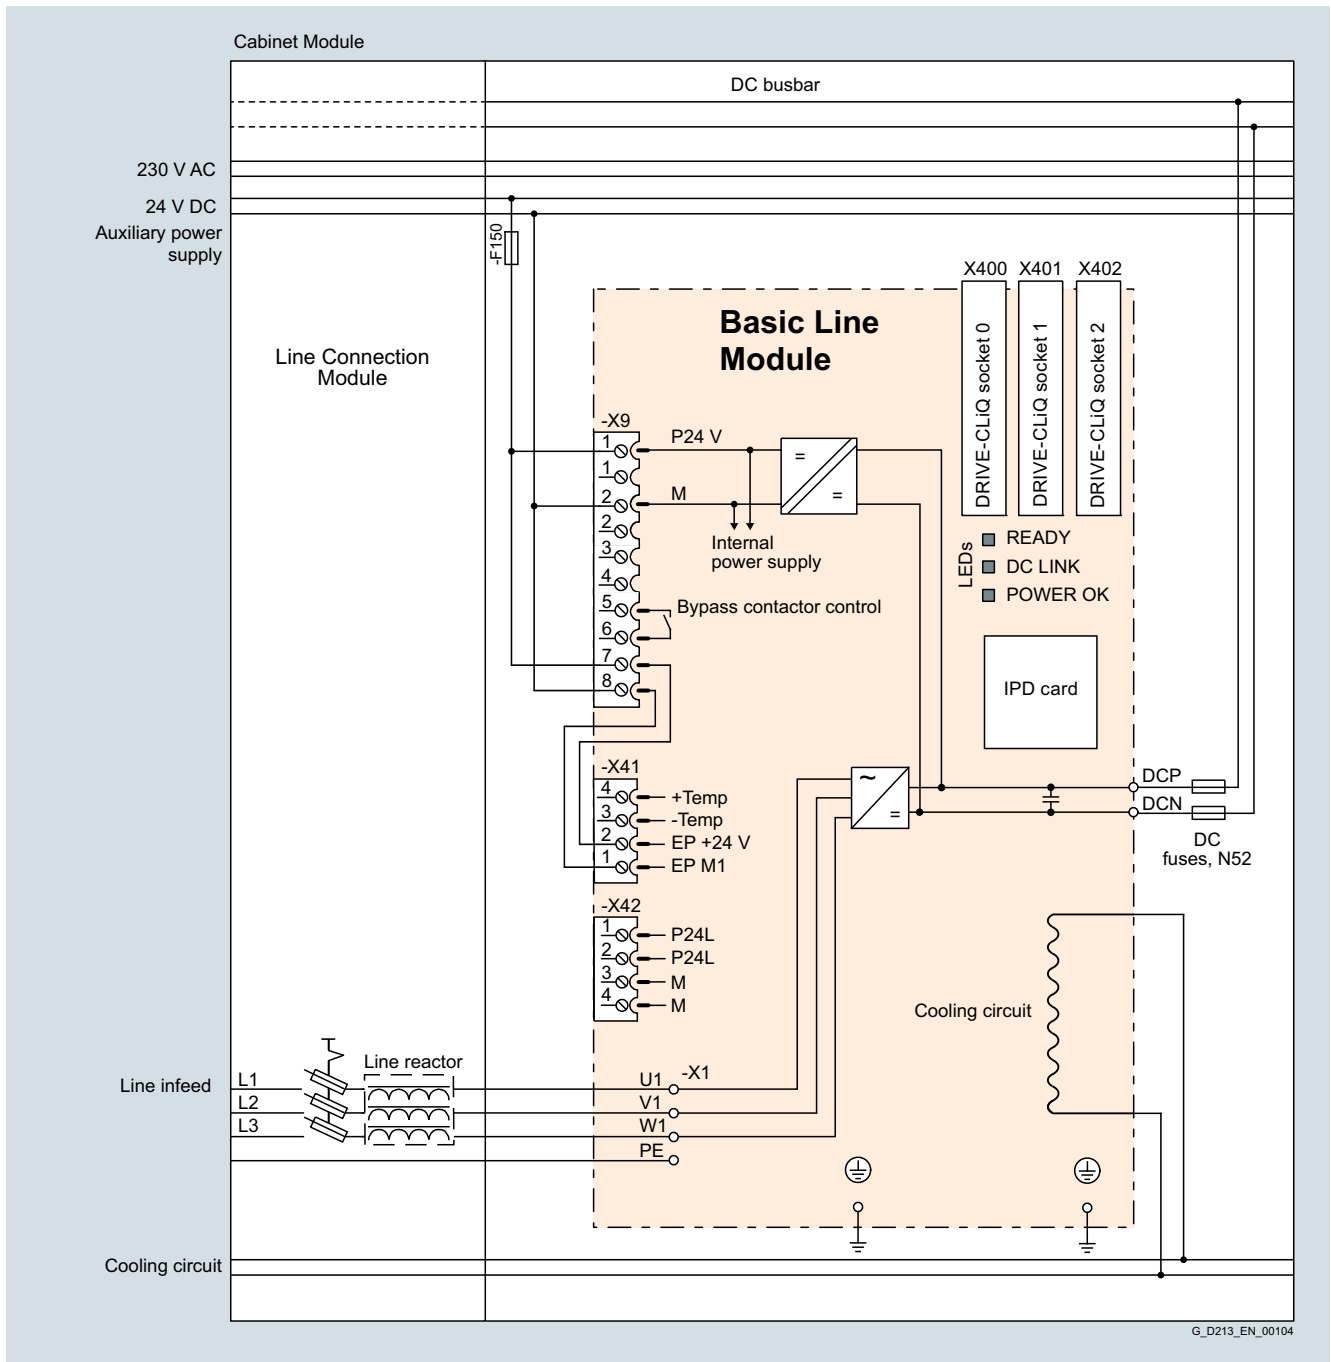 Cabinet Module
DC busbar
230 V AC
24 V DC
Auxiliary power
supply
-F150
X400 X401 X402
DRIVE-CLiQ socket 0
DRIVE-CLiQ socket 1
DRIVE-CLiQ socket 2
Basic Line
Module
Line Connection
Module
-X9
1
1
2
2
3
4
5
6
7
8
P24 V
M
=
=
Internal
power supply
Bypass contactor control
LEDs
READY
DC LINK
POWER OK
IPD card
-X41
4 +Temp
3 -Temp
2 EP +24 V
1 EP M1
~
=
DCP
DCN
DC
fuses, N52
-X42
1 P24L
2 P24L
3 M
4 M
Cooling circuit
Line reactor
Line infeed
L1
L2
L3
U1 -X1
V1
W1
PE
Cooling circuit
G_D213_EN_00104